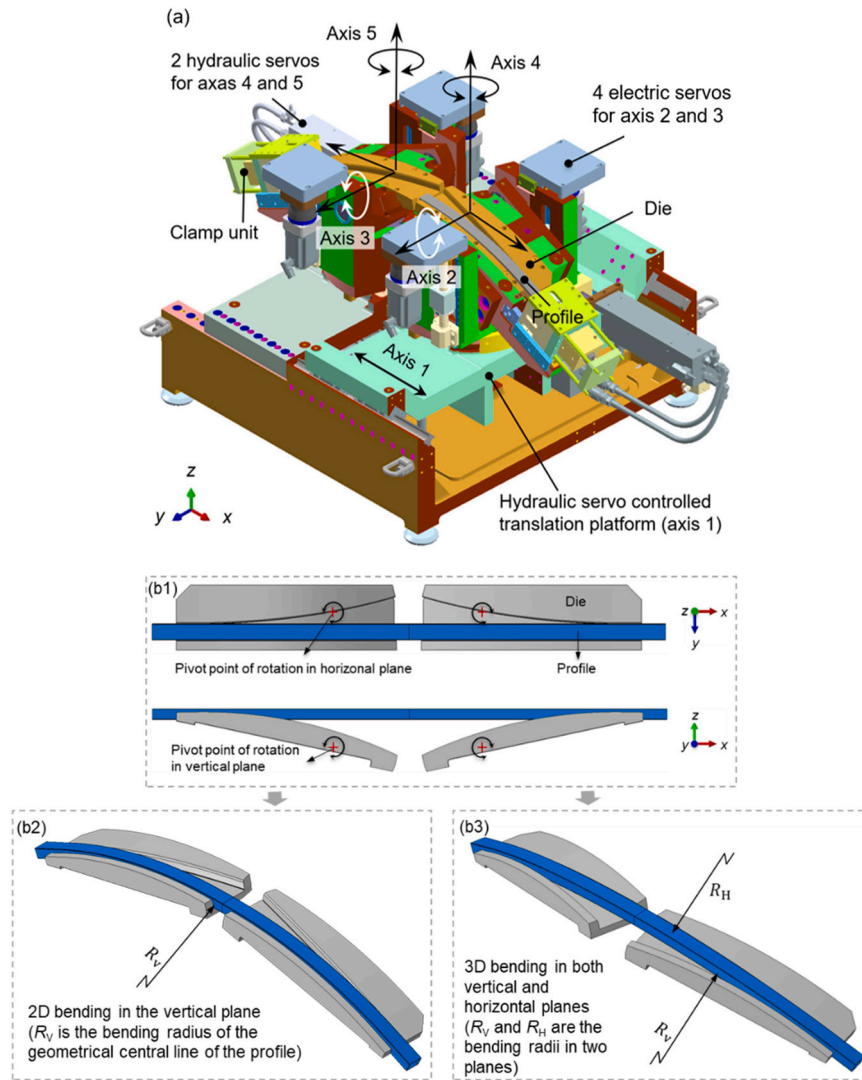 (a)
Axis 5
2 hydraulic servos
for axas 4 and 5
Axis 4
4 electric servos
for axis 2 and 3
Clamp unit
Axis 3
Axis 2
Die
Profile
Axis 1
z
y
x
Hydraulic servo controlled
translation platform (axis 1)
(b1)
Die
z
x
y
Pivot point of rotation in horizonal plane
Profile
z
y
x
Pivot point of rotation
in vertical plane
(b2)
Rv
2D bending in the vertical plane
(RV is the bending radius of the
geometrical central line of the profile)
(b3)
RH
3D bending in both
vertical and
horizontal planes
(RV and RH are the
bending radii in two
planes)
Rv